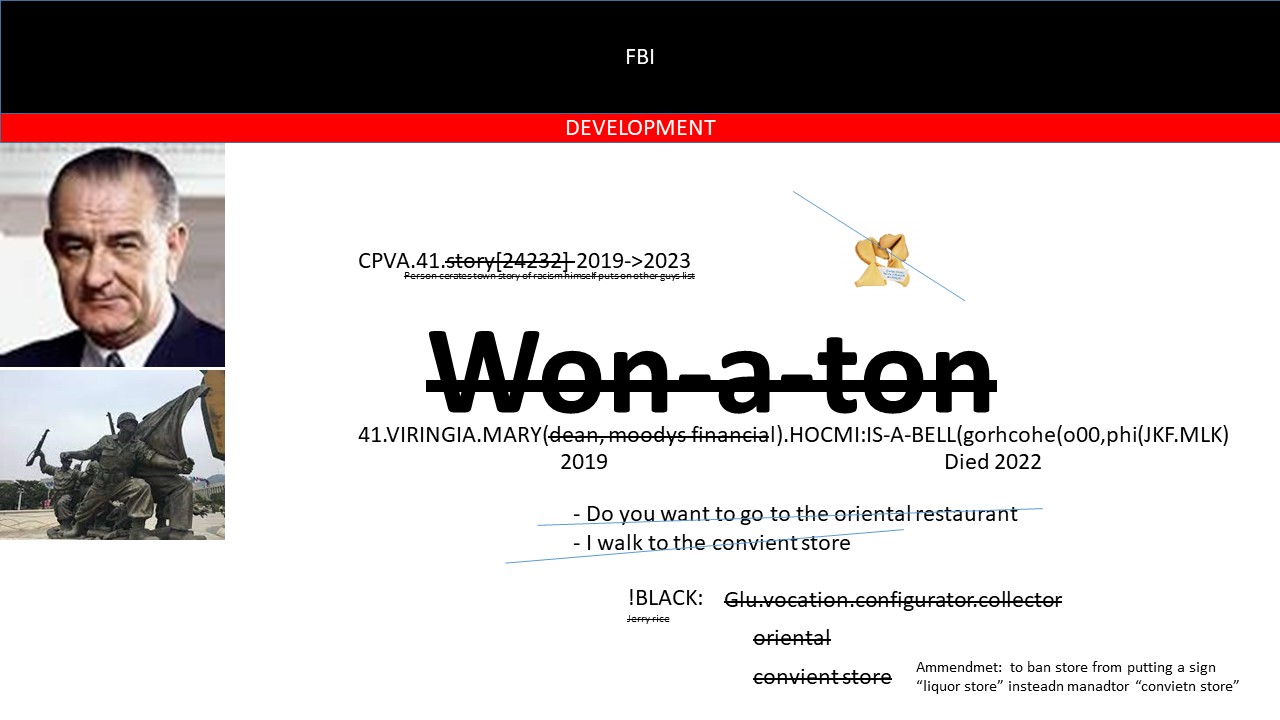 FBI
DEVELOPMENT
CPVA.41.story[24232] 2019->2023
Person cerates town story of racism himself puts on other guys list
Won-a-ton
41.VIRINGIA.MARY(dean, moodys financial).HOCMI:IS-A-BELL(gorhcohe(o00,phi(JKF.MLK)
2019 Died 2022
- Do you want to go to the oriental restaurant
- I walk to the convient store
!BLACK: Glu.vocation.configurator.collector
Jerry rice
oriental
convient store
Ammendmet: to ban store from putting a sign
“liquor store” insteadn manadtor “convietn store”